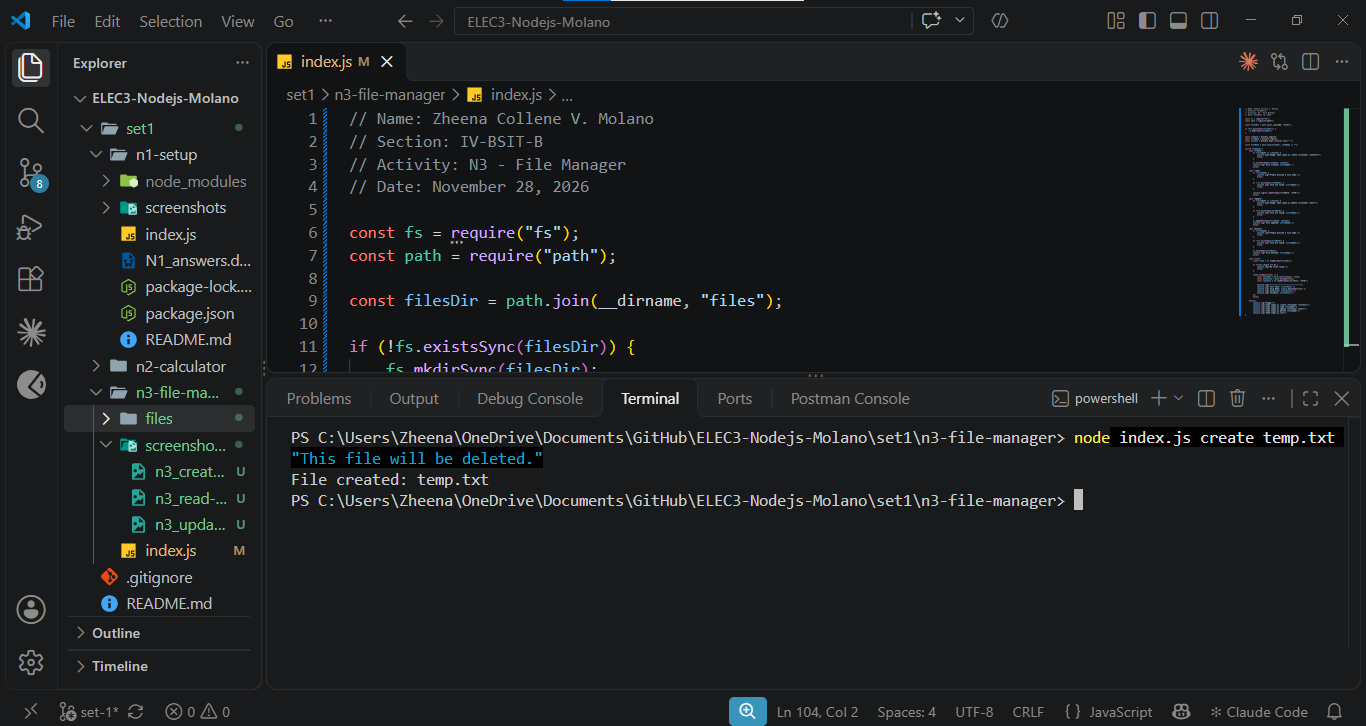 File Edit Selection View Go ··· ELEC3-Nodejs-Molano
Explorer ···
index.js M
ELEC3-Nodejs-Molano
set1
n1-setup
node_modules
screenshots
index.js
N1_answers.d...
package-lock....
package.json
README.md
n2-calculator
n3-file-ma...
files
screensho...
n3_creat... U
n3_read-... U
n3_upda... U
index.js M
.gitignore
README.md
Outline
Timeline
8
set1 > n3-file-manager > index.js > ...
1 // Name: Zheena Collene V. Molano
2 // Section: IV-BSIT-B
3 // Activity: N3 - File Manager
4 // Date: November 28, 2026
5
6 const fs = require("fs");
7 const path = require("path");
8
9 const filesDir = path.join(__dirname, "files");
10
11 if (!fs.existsSync(filesDir)) {
12 fs.mkdirSync(filesDir);
Problems Output Debug Console Terminal Ports Postman Console powershell
PS C:\Users\Zheena\OneDrive\Documents\GitHub\ELEC3-Nodejs-Molano\set1\n3-file-manager> node index.js create temp.txt
"This file will be deleted."
File created: temp.txt
PS C:\Users\Zheena\OneDrive\Documents\GitHub\ELEC3-Nodejs-Molano\set1\n3-file-manager>
set-1* 0 0 Ln 104, Col 2 Spaces: 4 UTF-8 CRLF { } JavaScript Claude Code